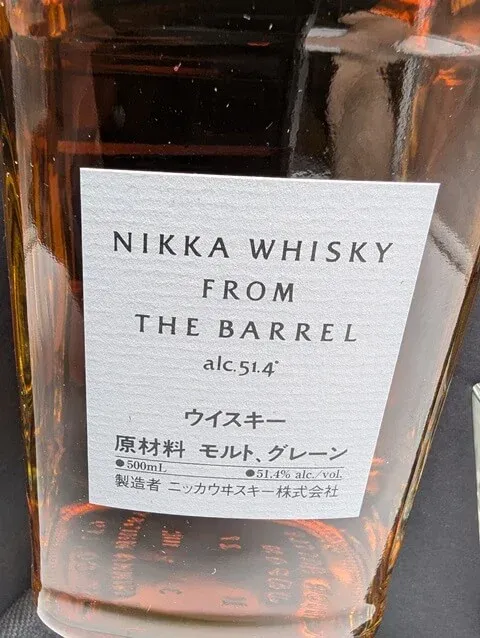 NIKKA WHISKY
FROM
THE BARREL
alc.51.4°
ウイスキー
原材料 モルト、グレーン
●500mL ●51.4% alc./vol.
製造者 ニッカウヰスキー株式会社